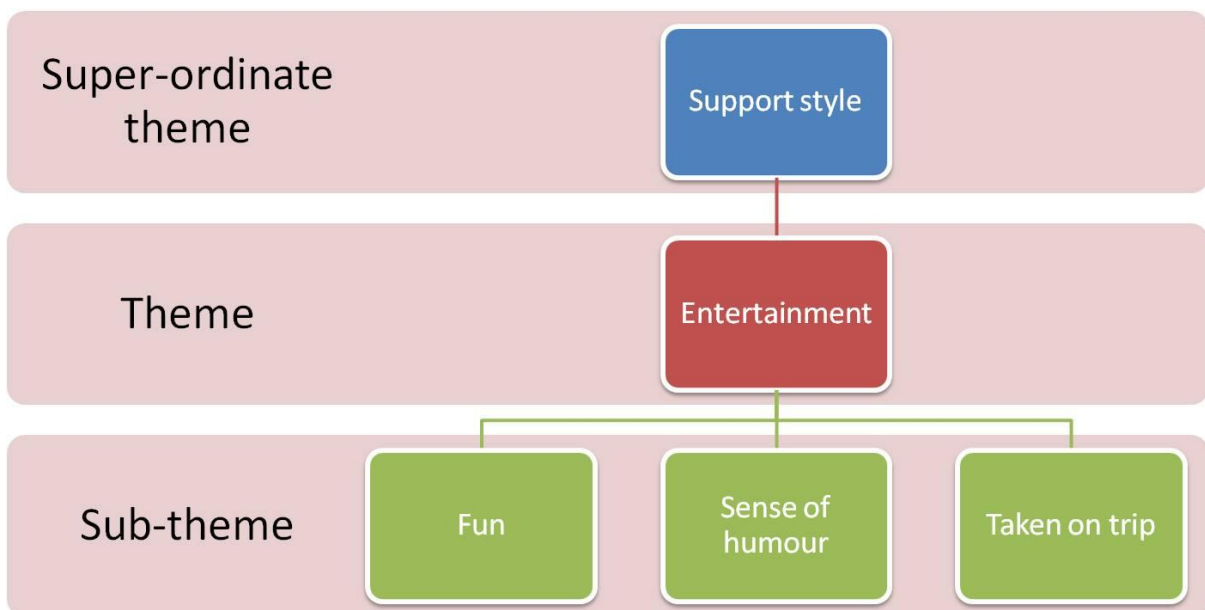 Super-ordinate
theme
Support style
Theme
Entertainment
Sub-theme
Fun
Sense of
humour
Taken on trip